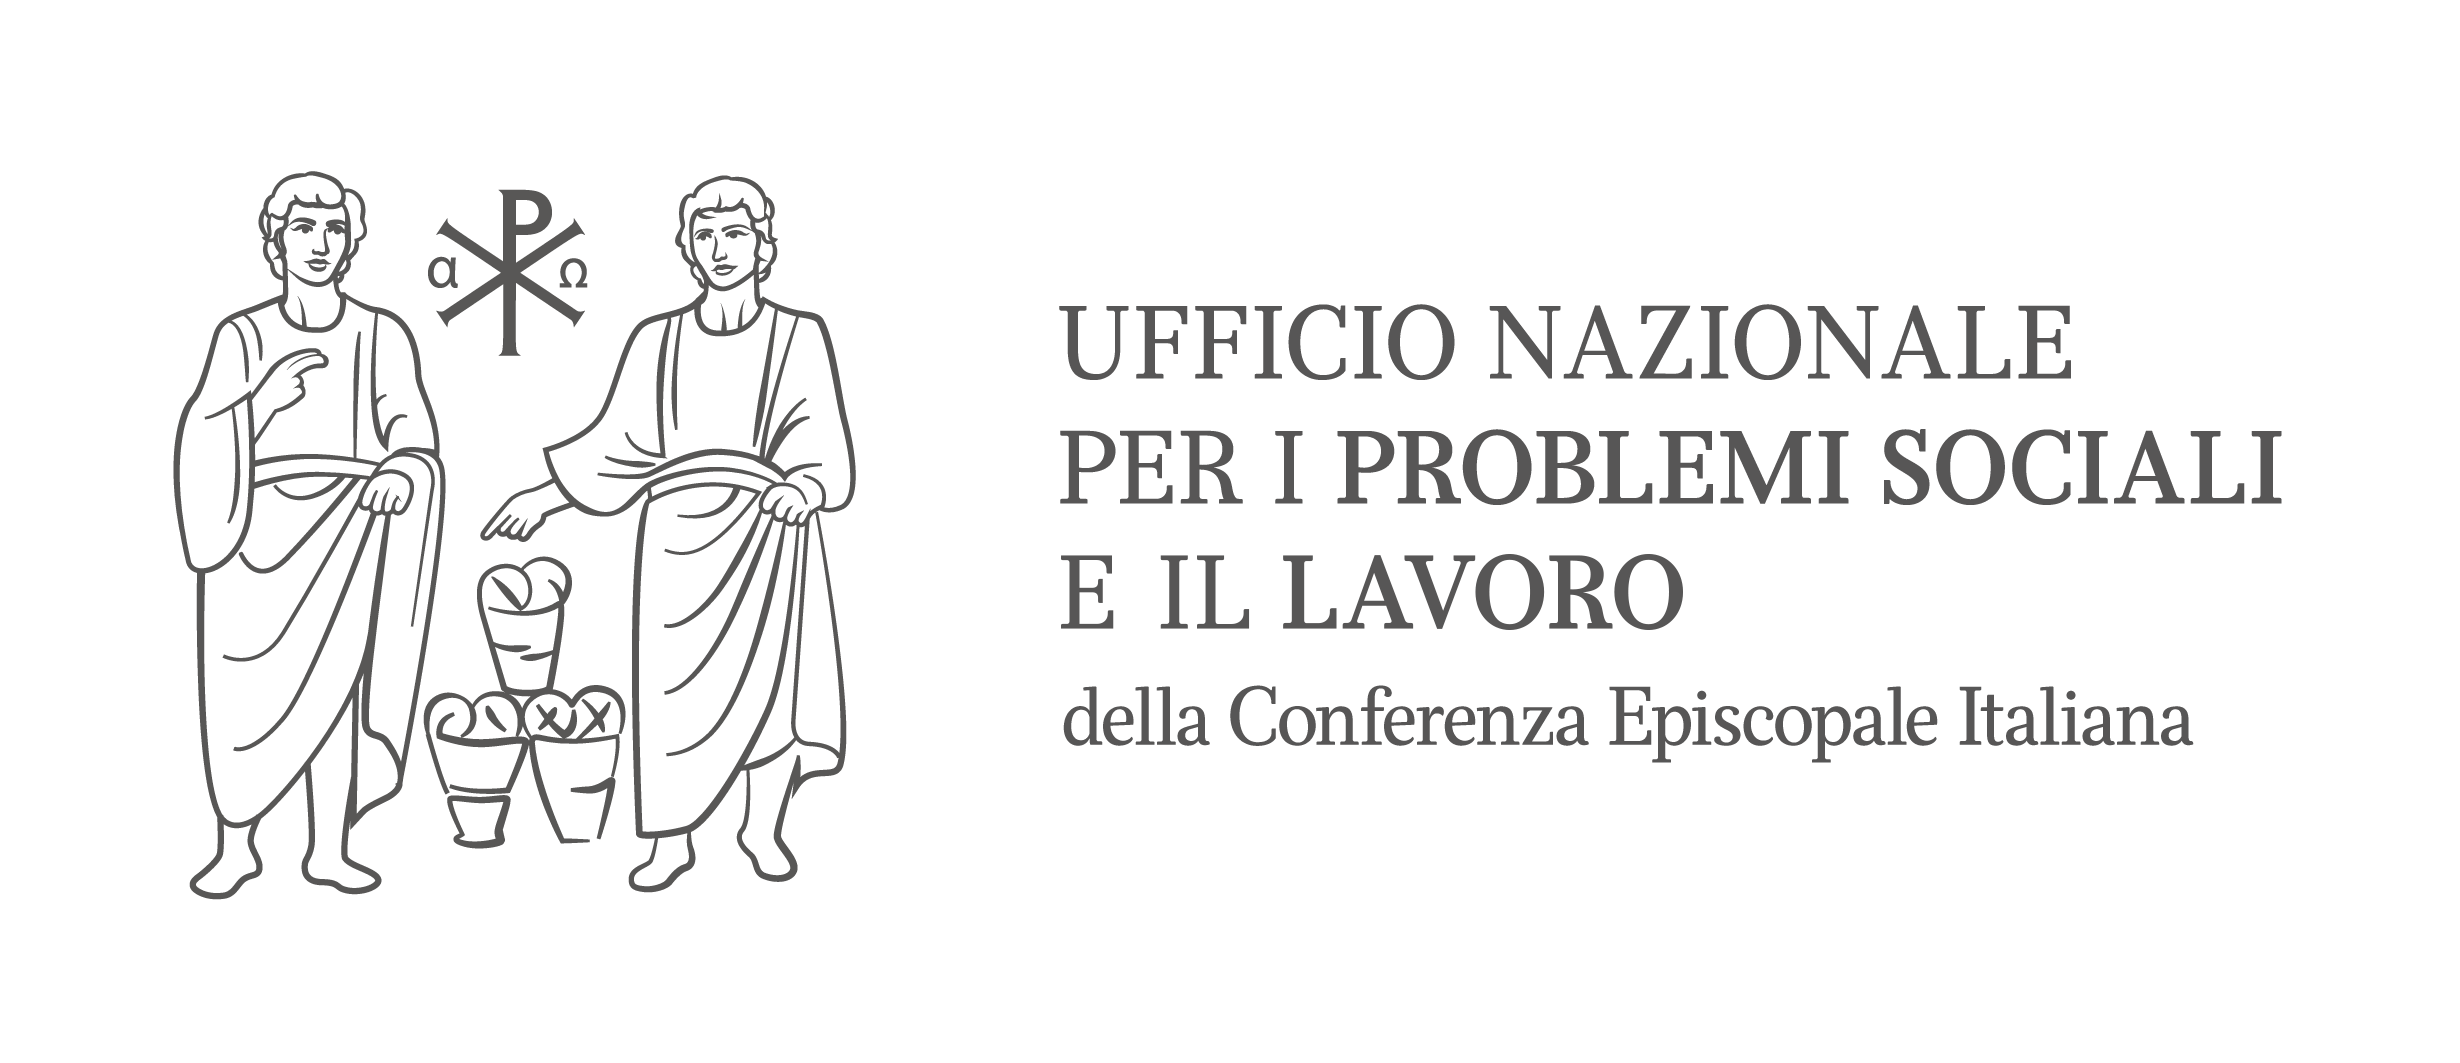 α ☧ Ω
UFFICIO NAZIONALE
PER I PROBLEMI SOCIALI
E IL LAVORO
della Conferenza Episcopale Italiana